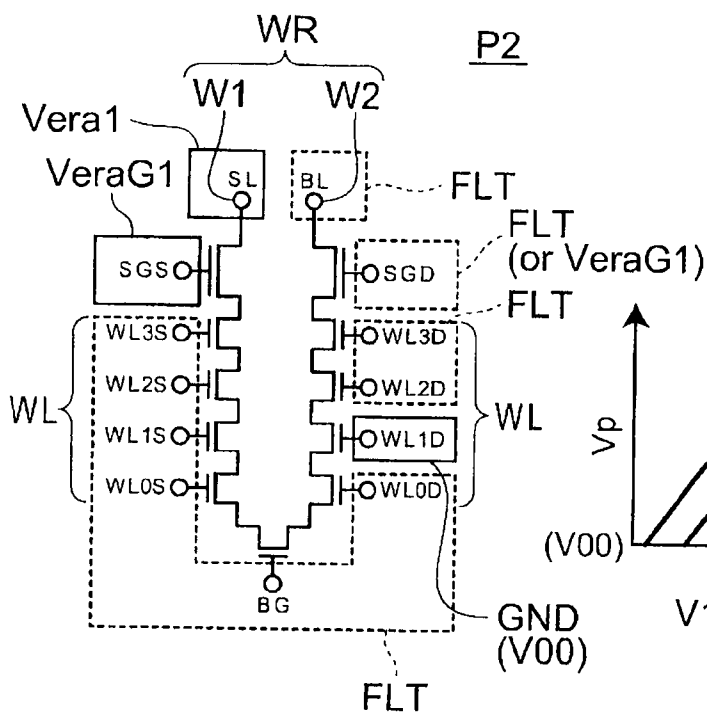 WR
P2
W1
W2
Vera1
VeraG1
SL
BL
FLT
FLT
(or VeraG1)
SGS
SGD
FLT
WL3S
WL3D
WL2S
WL2D
WL
WL
WL1S
WL1D
WL0S
WL0D
BG
GND
(V00)
FLT
Vp
(V00)
V1